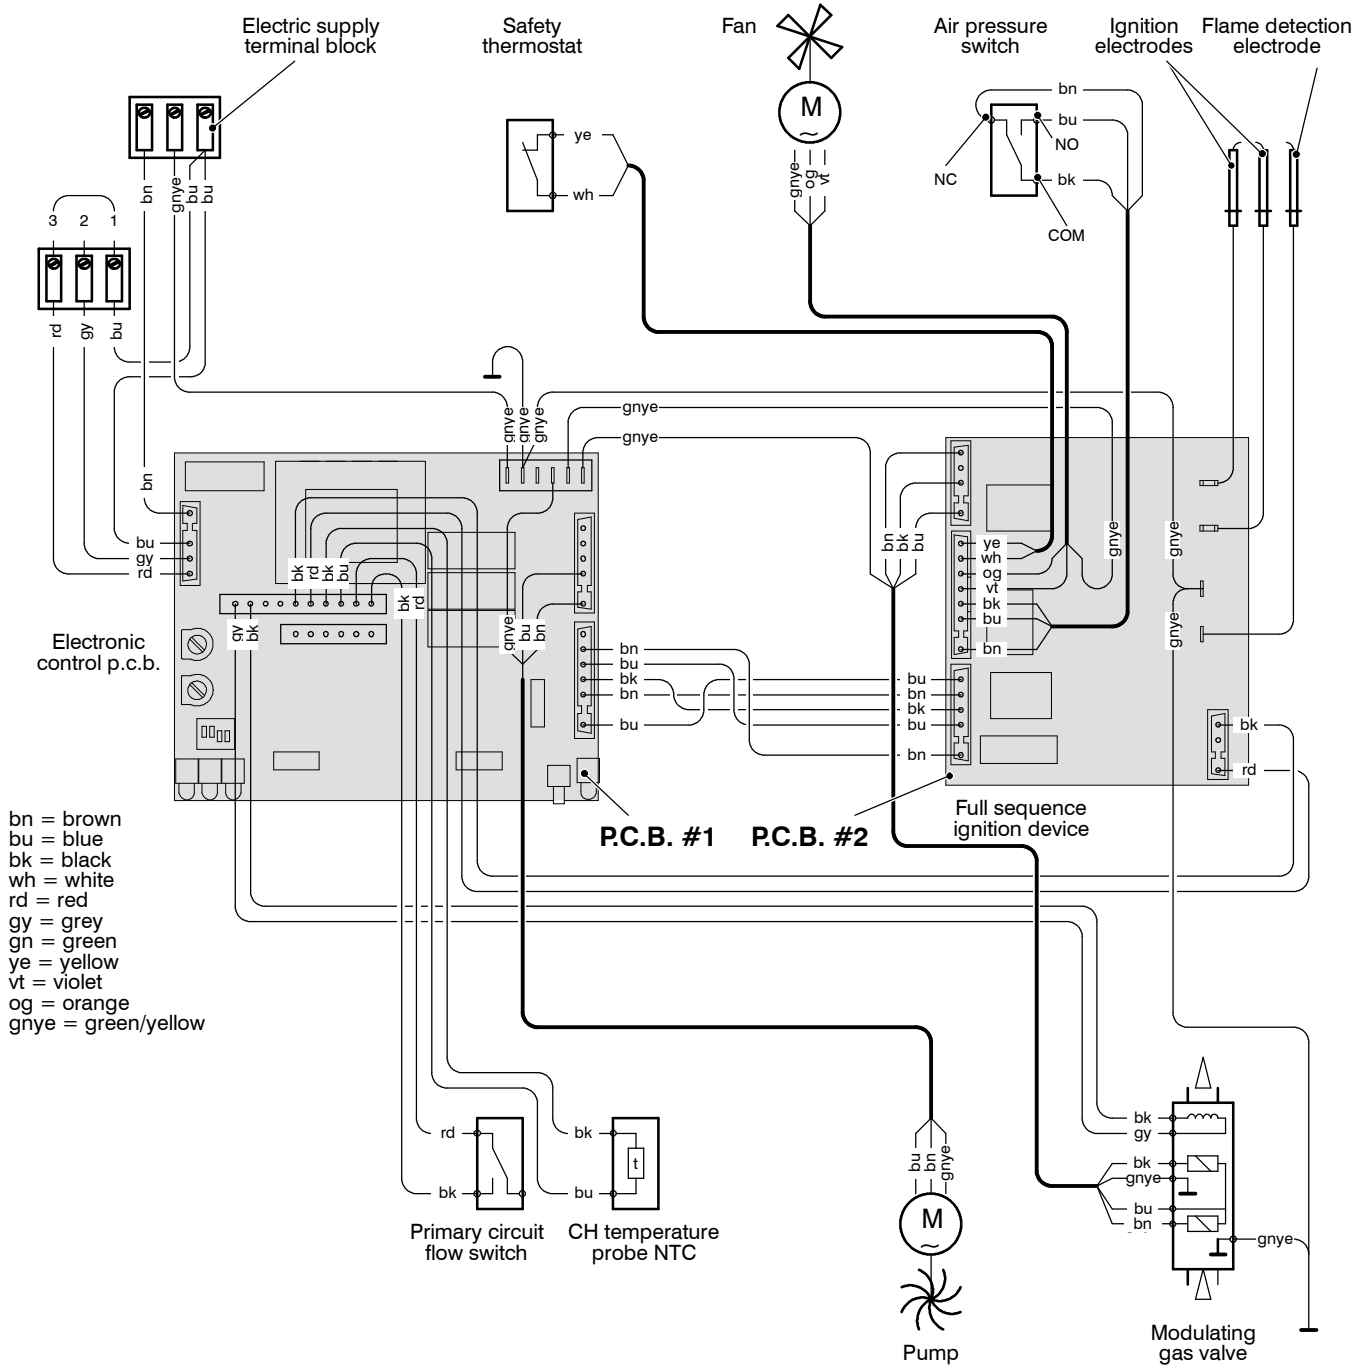 Electric supply
terminal block
Safety
thermostat
Fan
Air pressure
switch
Ignition
electrodes
Flame detection
electrode
M
~
bn
bu
NO
bk
NC
COM
ye
wh
gnye
og
vt
bn
gnye
bu
bu
3
2
1
rd
gy
bu
bn
gnye
gnye
gnye
gnye
gnye
bu
gy
rd
bk
rd
bk
bu
bk
rd
gy
bk
gnye
bu
bn
bn
bk
bu
ye
wh
og
vt
bk
bu
bn
gnye
gnye
gnye
Electronic
control p.c.b.
bn
bu
bk
bn
bu
bu
bn
bk
bu
bn
bk
rd
P.C.B. #1
P.C.B. #2
Full sequence
ignition device
bn = brown
bu = blue
bk = black
wh = white
rd = red
gy = grey
gn = green
ye = yellow
vt = violet
og = orange
gnye = green/yellow
rd
bk
bk
bu
t
Primary circuit
flow switch
CH temperature
probe NTC
bu
bn
gnye
M
~
Pump
bk
gy
bk
gnye
bu
bn
gnye
Modulating
gas valve